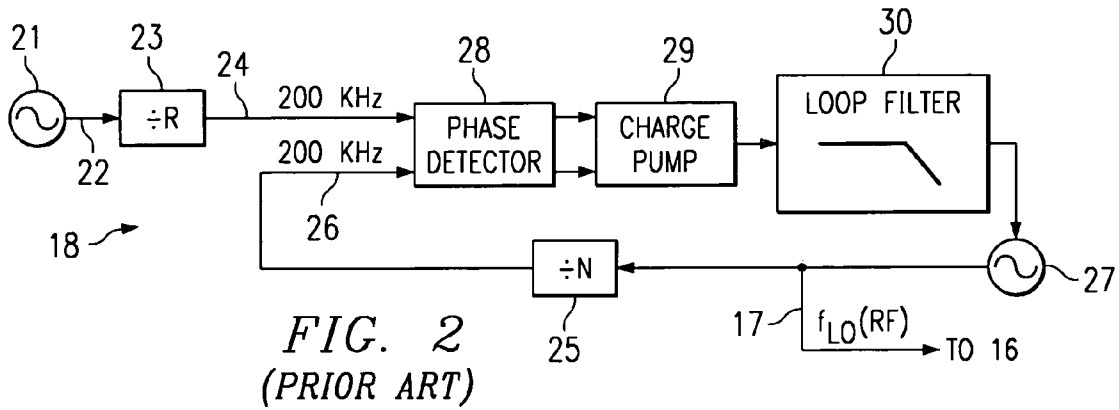 21
23
24
28
29
30
÷R
200 KHz
PHASE
DETECTOR
CHARGE
PUMP
LOOP FILTER
22
200 KHz
26
18
÷N
25
27
17
fLO(RF)
TO 16
FIG. 2
(PRIOR ART)